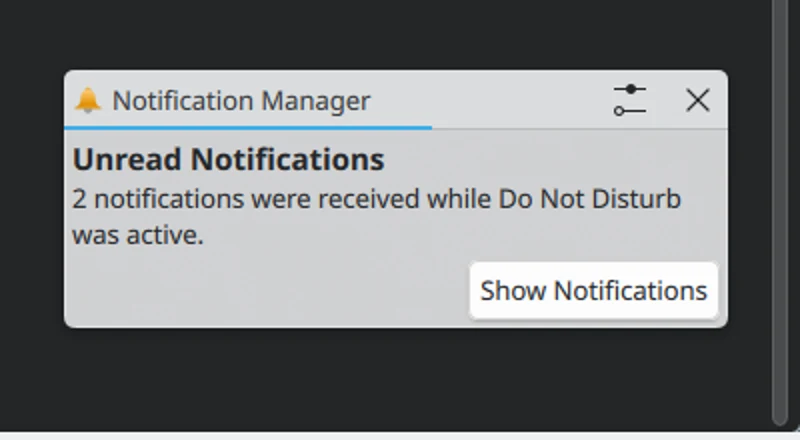 Notification Manager
Unread Notifications
2 notifications were received while Do Not Disturb
was active.
Show Notifications